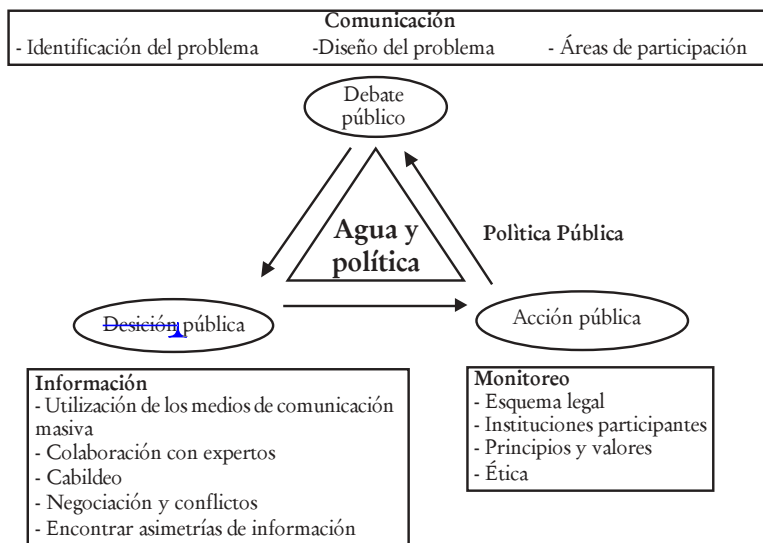 Comunicación
- Identificación del problema -Diseño del problema - Áreas de participación
Debate
público
Agua y
política
Polìtica Pública
Desición pública
Acción pública
Información
- Utilización de los medios de comunicación
masiva
- Colaboración con expertos
- Cabildeo
- Negociación y conflictos
- Encontrar asimetrías de información
Monitoreo
- Esquema legal
- Instituciones participantes
- Principios y valores
- Ética